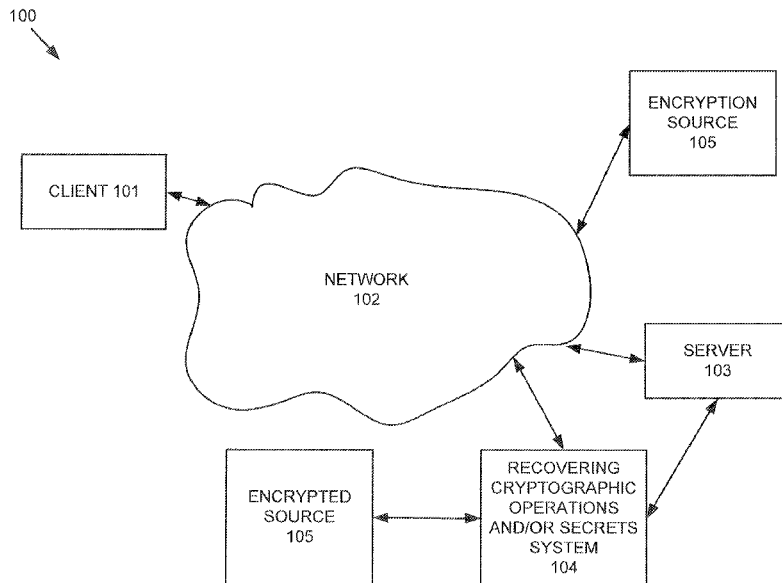 100
ENCRYPTION
SOURCE
105
CLIENT 101
NETWORK
102
SERVER
103
ENCRYPTED
SOURCE
105
RECOVERING
CRYPTOGRAPHIC
OPERATIONS
AND/OR SECRETS
SYSTEM
104